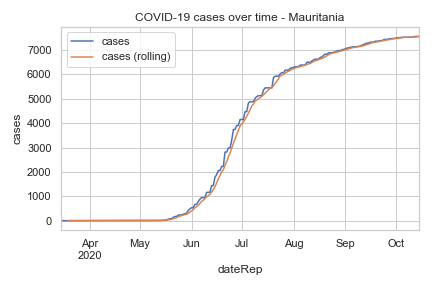 COVID-19 cases over time - Mauritania
cases
cases (rolling)
7000
6000
5000
4000
3000
2000
1000
0
cases
Apr
2020
May
Jun
Jul
Aug
Sep
Oct
dateRep